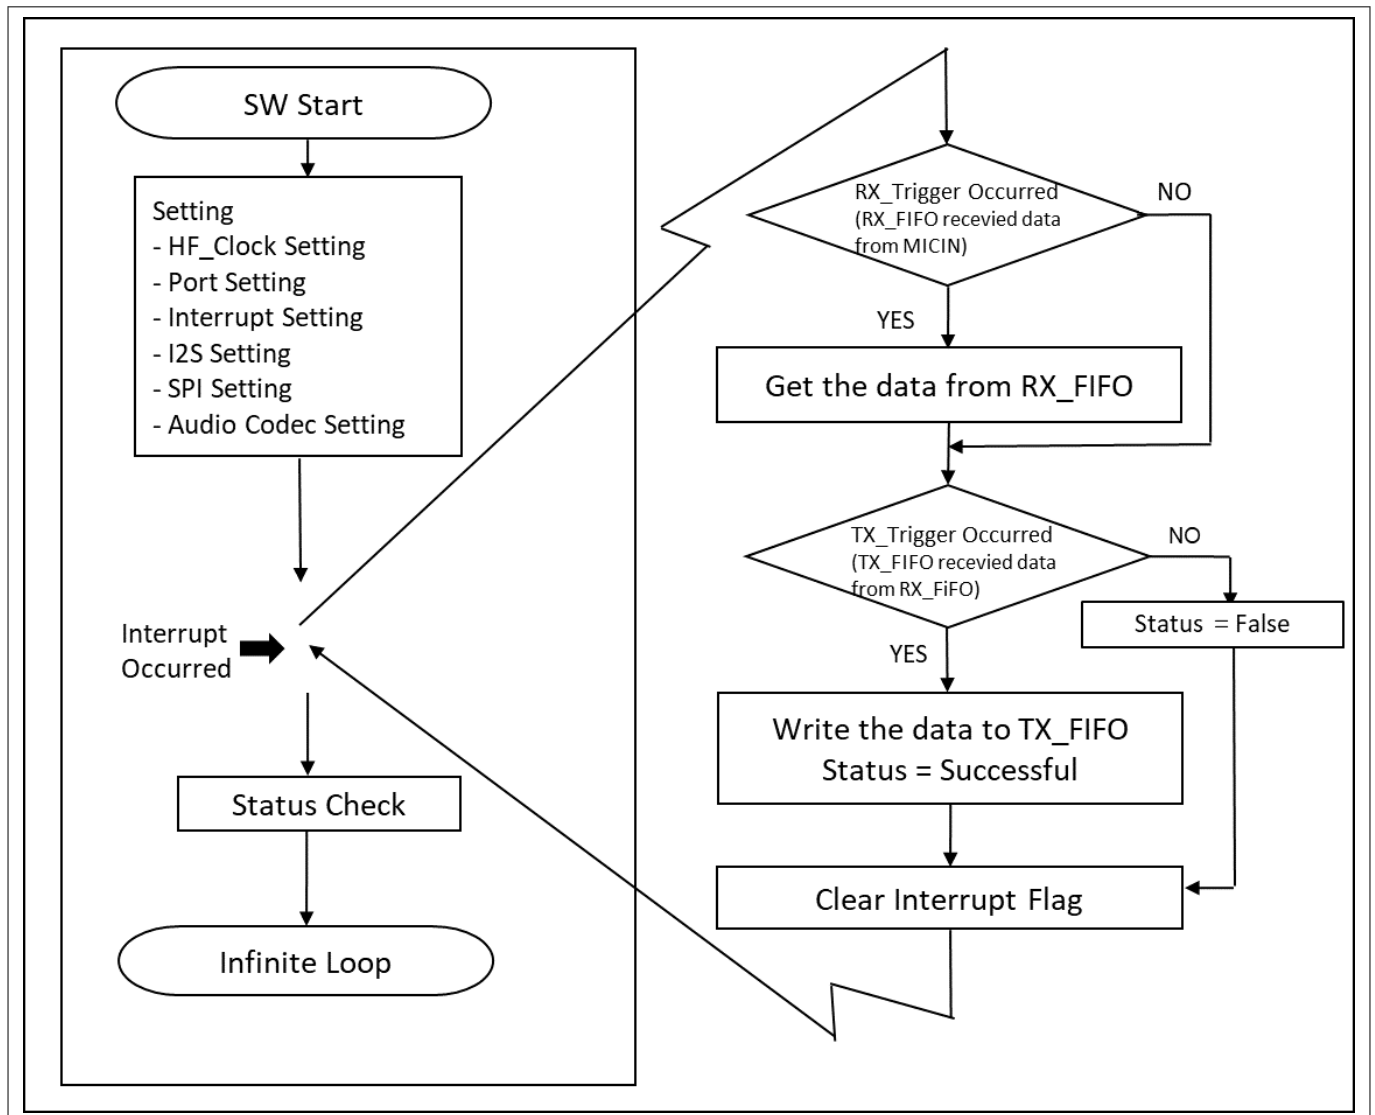 SW Start
Setting
- HF_Clock Setting
- Port Setting
- Interrupt Setting
- I2S Setting
- SPI Setting
- Audio Codec Setting
Interrupt
Occurred
Status Check
Infinite Loop
RX_Trigger Occurred
(RX_FIFO recevied data
from MICIN)
NO
YES
Get the data from RX_FIFO
TX_Trigger Occurred
(TX_FIFO recevied data
from RX_FiFO)
NO
Status = False
YES
Write the data to TX_FIFO
Status = Successful
Clear Interrupt Flag